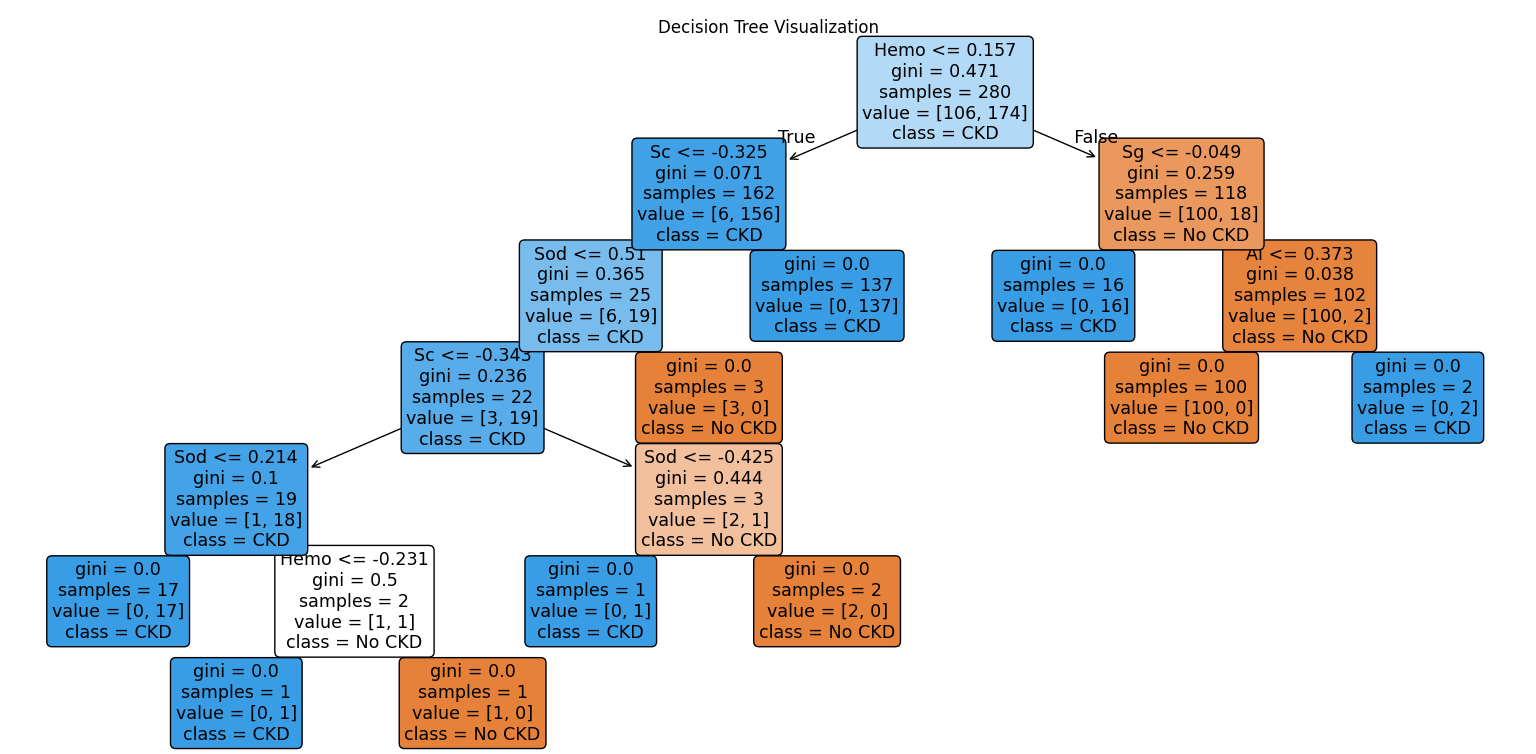 Decision Tree Visualization
Hemo <= 0.157
gini = 0.471
samples = 280
value = [106, 174]
class = CKD
True
False
Sc <= -0.325
gini = 0.071
samples = 162
value = [6, 156]
class = CKD
Sg <= -0.049
gini = 0.259
samples = 118
value = [100, 18]
class = No CKD
Sod <= 0.51
gini = 0.365
samples = 25
value = [6, 19]
class = CKD
gini = 0.0
samples = 137
value = [0, 137]
class = CKD
gini = 0.0
samples = 16
value = [0, 16]
class = CKD
Al <= 0.373
gini = 0.038
samples = 102
value = [100, 2]
class = No CKD
Sc <= -0.343
gini = 0.236
samples = 22
value = [3, 19]
class = CKD
gini = 0.0
samples = 3
value = [3, 0]
class = No CKD
gini = 0.0
samples = 100
value = [100, 0]
class = No CKD
gini = 0.0
samples = 2
value = [0, 2]
class = CKD
Sod <= 0.214
gini = 0.1
samples = 19
value = [1, 18]
class = CKD
Sod <= -0.425
gini = 0.444
samples = 3
value = [2, 1]
class = No CKD
gini = 0.0
samples = 17
value = [0, 17]
class = CKD
Hemo <= -0.231
gini = 0.5
samples = 2
value = [1, 1]
class = No CKD
gini = 0.0
samples = 1
value = [0, 1]
class = CKD
gini = 0.0
samples = 2
value = [2, 0]
class = No CKD
gini = 0.0
samples = 1
value = [0, 1]
class = CKD
gini = 0.0
samples = 1
value = [1, 0]
class = No CKD